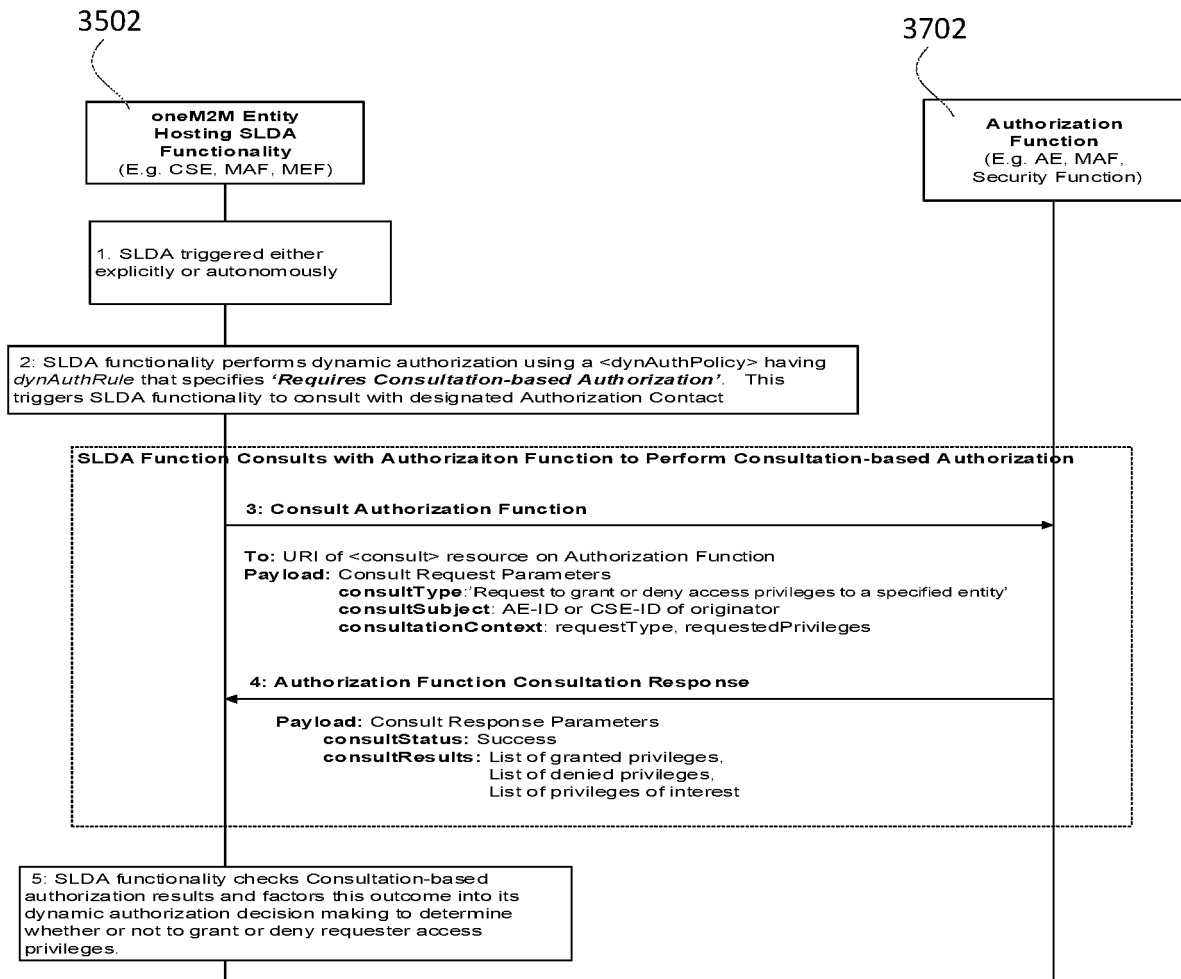 3502
3702
oneM2M Entity
Hosting SLDA
Functionality
(E.g. CSE, MAF, MEF)
Authorization
Function
(E.g. AE, MAF,
Security Function)
1. SLDA triggered either
explicitly or autonomously
2: SLDA functionality performs dynamic authorization using a <dynAuthPolicy> having
dynAuthRule that specifies ‘Requires Consultation-based Authorization’. This
triggers SLDA functionality to consult with designated Authorization Contact
SLDA Function Consults with Authorizaiton Function to Perform Consultation-based Authorization
3: Consult Authorization Function
To: URI of <consult> resource on Authorization Function
Payload: Consult Request Parameters
consultType:’Request to grant or deny access privileges to a specified entity’
consultSubject: AE-ID or CSE-ID of originator
consultationContext: requestType, requestedPrivileges
4: Authorization Function Consultation Response
Payload: Consult Response Parameters
consultStatus: Success
consultResults: List of granted privileges,
List of denied privileges,
List of privileges of interest
5: SLDA functionality checks Consultation-based
authorization results and factors this outcome into its
dynamic authorization decision making to determine
whether or not to grant or deny requester access
privileges.